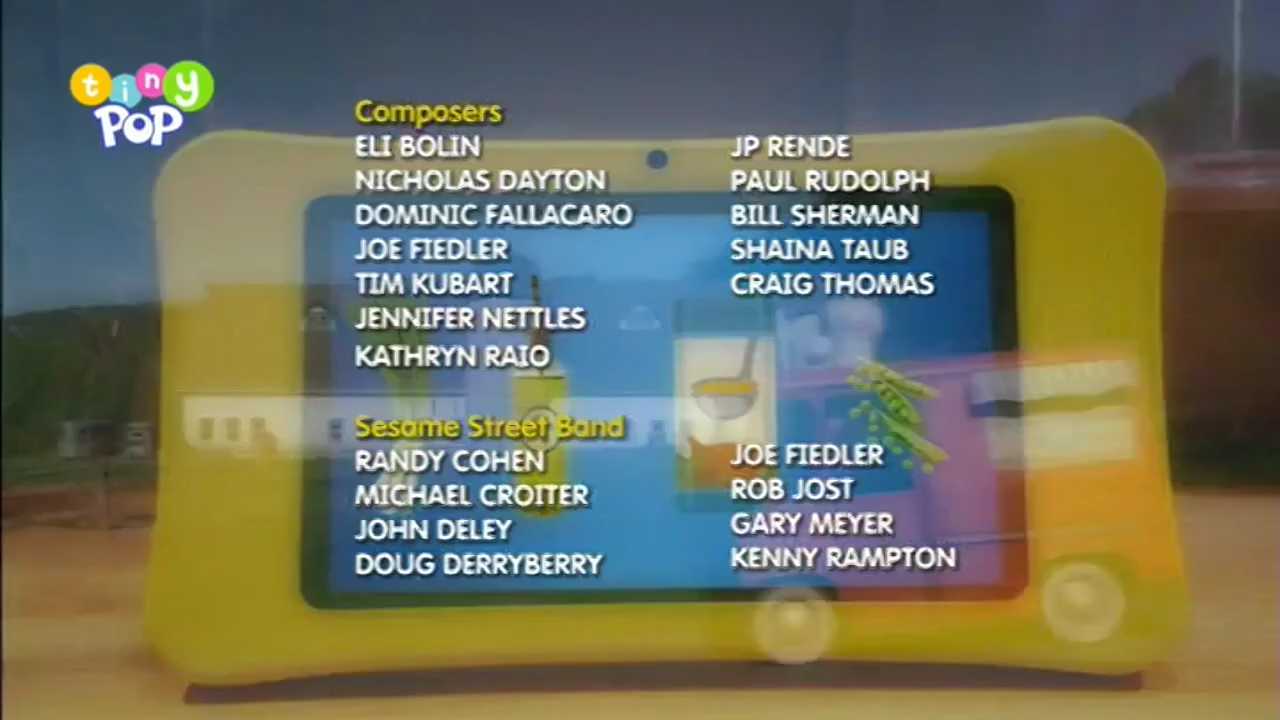 tiny
POP
Composers
ELI BOLIN
NICHOLAS DAYTON
DOMINIC FALLACARO
JOE FIEDLER
TIM KUBART
JENNIFER NETTLES
KATHRYN RAIO
JP RENDE
PAUL RUDOLPH
BILL SHERMAN
SHAINA TAUB
CRAIG THOMAS
Sesame Street Band
RANDY COHEN
MICHAEL CROITER
JOHN DELEY
DOUG DERRYBERRY
JOE FIEDLER
ROB JOST
GARY MEYER
KENNY RAMPTON